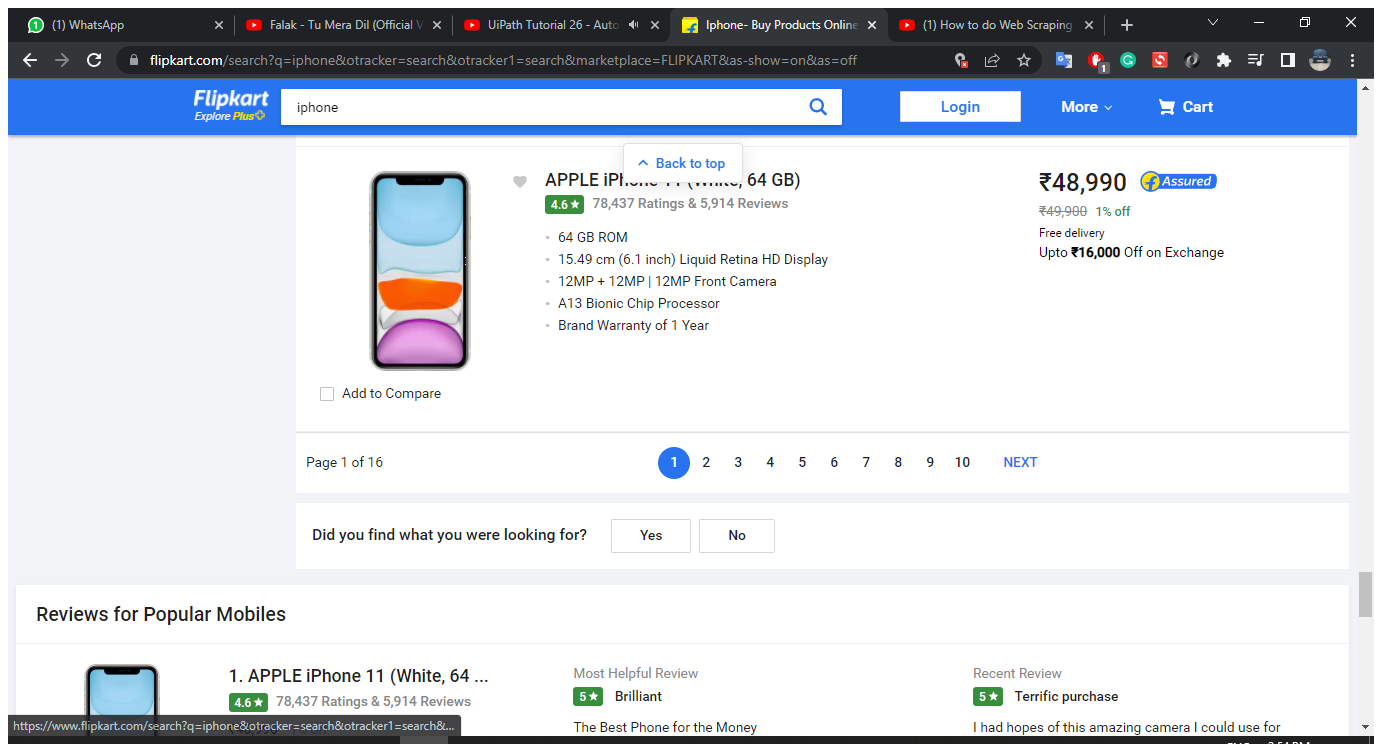 (1) WhatsApp
Falak - Tu Mera Dil (Official V
UiPath Tutorial 26 - Auto
Iphone- Buy Products Online
(1) How to do Web Scraping
flipkart.com/search?q=iphone&otracker=search&otracker1=search&marketplace=FLIPKART&as-show=on&as=off
Flipkart
Explore Plus
iphone
Login
More
Cart
Back to top
APPLE iPhone 11 (White, 64 GB)
4.6★ 78,437 Ratings & 5,914 Reviews
64 GB ROM
15.49 cm (6.1 inch) Liquid Retina HD Display
12MP + 12MP | 12MP Front Camera
A13 Bionic Chip Processor
Brand Warranty of 1 Year
₹48,990 Assured
₹49,900 1% off
Free delivery
Upto ₹16,000 Off on Exchange
Add to Compare
Page 1 of 16
1 2 3 4 5 6 7 8 9 10 NEXT
Did you find what you were looking for? Yes No
Reviews for Popular Mobiles
1. APPLE iPhone 11 (White, 64 ...
4.6★ 78,437 Ratings & 5,914 Reviews
Most Helpful Review
5★ Brilliant
The Best Phone for the Money
Recent Review
5★ Terrific purchase
I had hopes of this amazing camera I could use for
https://www.flipkart.com/search?q=iphone&otracker=search&otracker1=search&...